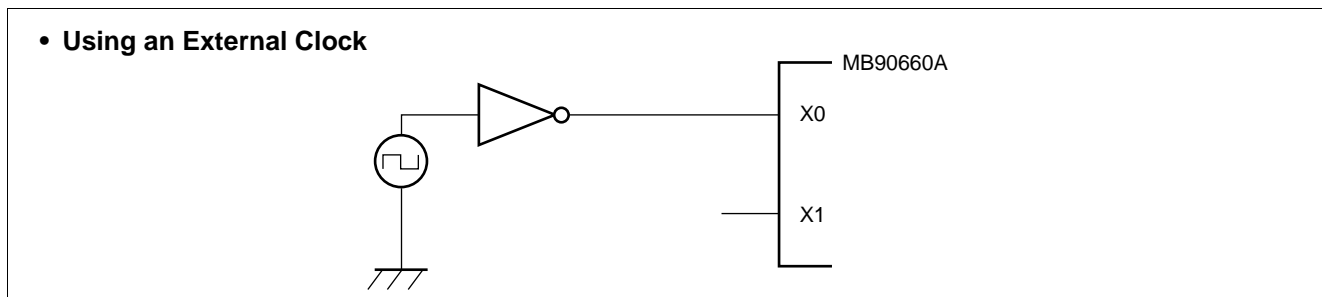 • Using an External Clock
MB90660A
X0
X1